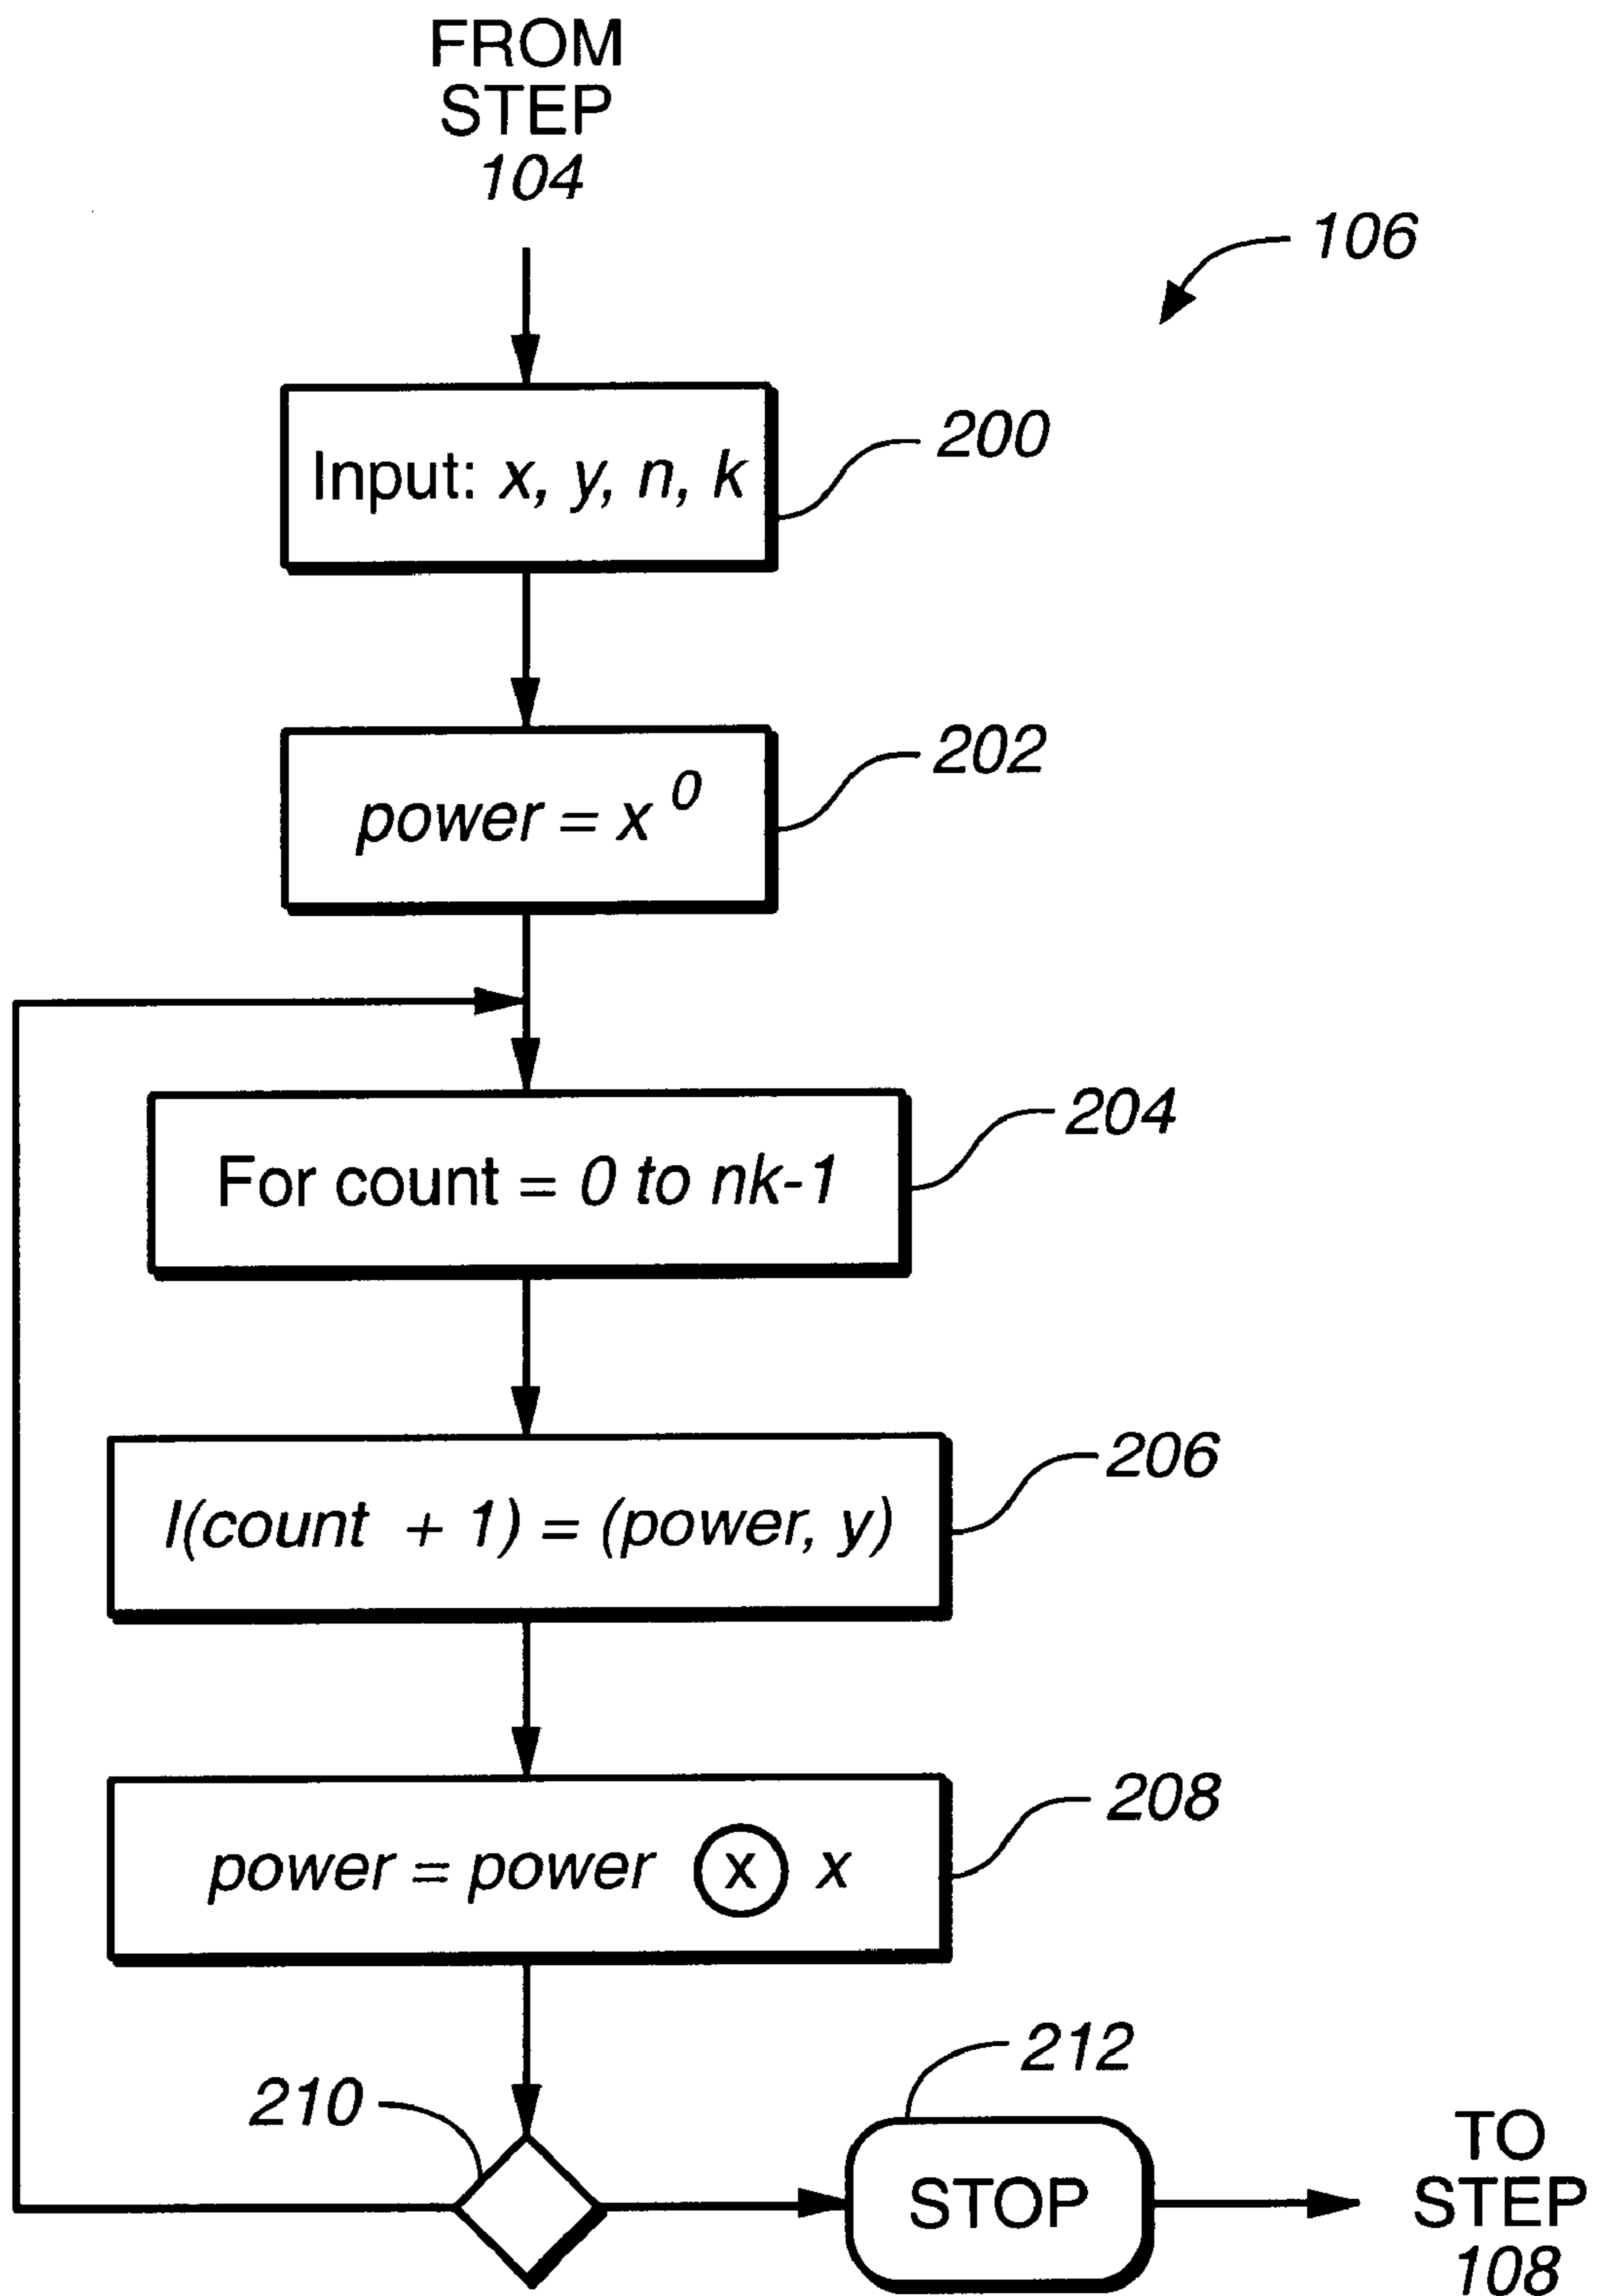 FROM
STEP
104
106
Input: x, y, n, k
200
power = x⁰
202
For count = 0 to nk-1
204
I(count + 1) = (power, y)
206
power = power ⓧ x
208
210
STOP
212
TO
STEP
108